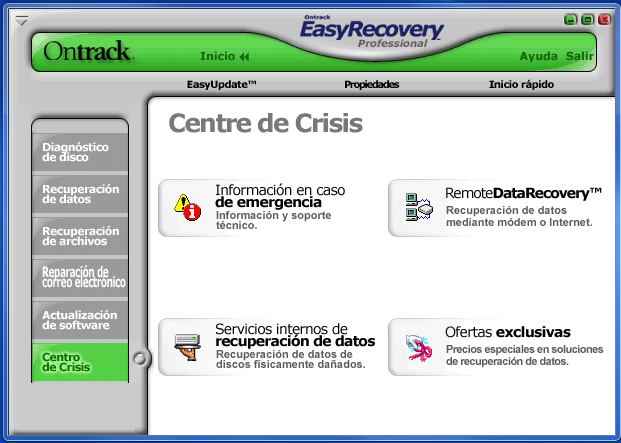 Ontrack
EasyRecovery™
Professional
Ontrack®
Inicio
Ayuda Salir
EasyUpdate™ Propiedades Inicio rápido
Diagnóstico
de disco
Recuperación
de datos
Recuperación
de archivos
Reparación de
correo electrónico
Actualización
de software
Centro
de Crisis
Centre de Crisis
Información en caso
de emergencia
Información y soporte
técnico.
RemoteDataRecovery™
Recuperación de datos
mediante módem o Internet.
Servicios internos de
recuperación de datos
Recuperación de datos de
discos físicamente dañados.
Ofertas exclusivas
Precios especiales en soluciones
de recuperación de datos.